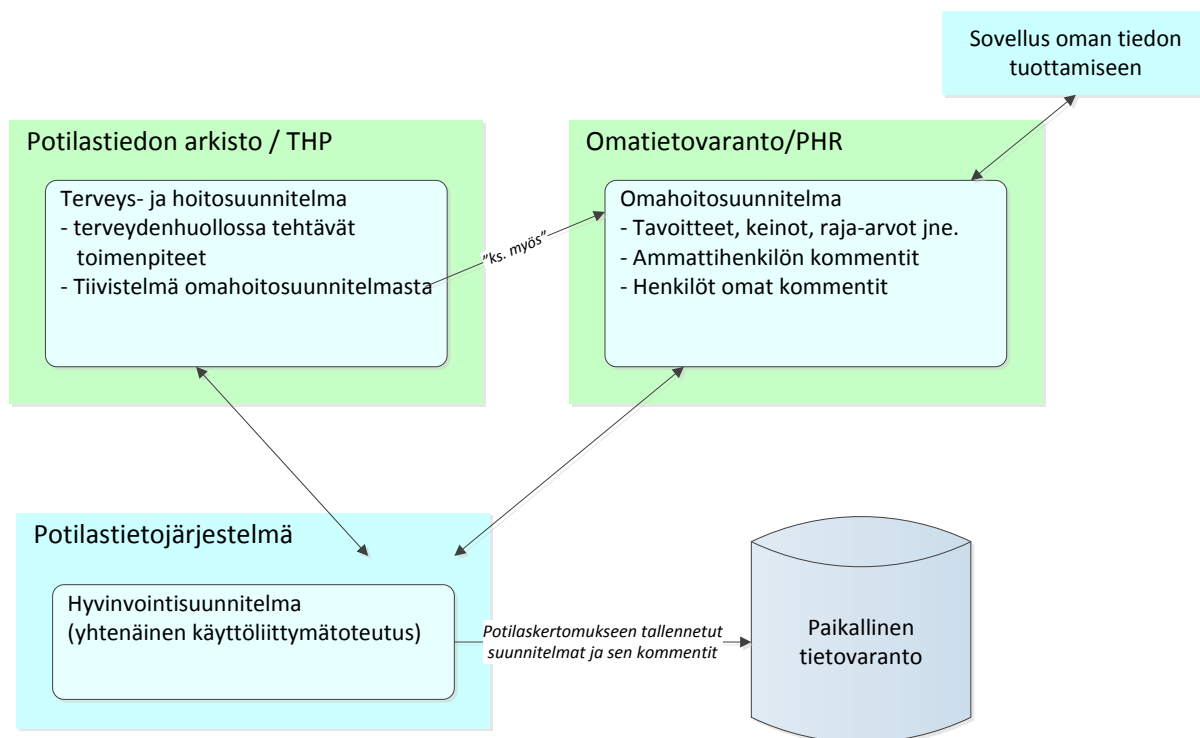 Sovellus oman tiedon
tuottamiseen
Potilastiedon arkisto / THP
Terveys- ja hoitosuunnitelma
- terveydenhuollossa tehtävät
toimenpiteet
- Tiivistelmä omahoitosuunnitelmasta
"ks. myös"
Omatietovaranto/PHR
Omahoitosuunnitelma
- Tavoitteet, keinot, raja-arvot jne.
- Ammattihenkilön kommentit
- Henkilöt omat kommentit
Potilastietojärjestelmä
Hyvinvointisuunnitelma
(yhtenäinen käyttöliittymätoteutus)
Potilaskertomukseen tallennetut
suunnitelmat ja sen kommentit
Paikallinen
tietovaranto